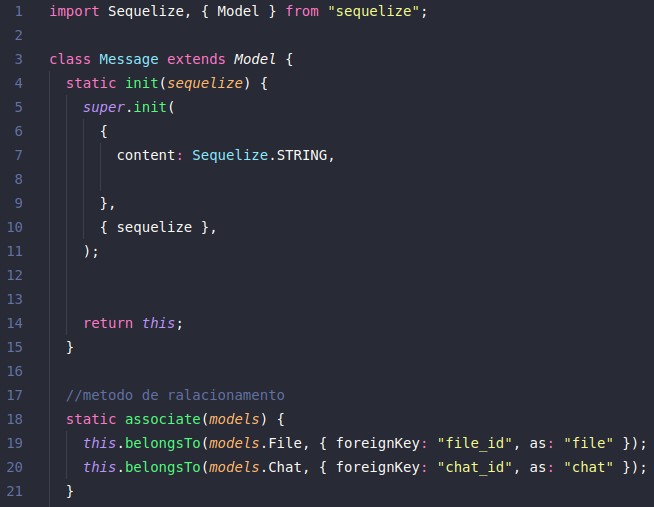 1 import Sequelize, { Model } from "sequelize";
2
3 class Message extends Model {
4 static init(sequelize) {
5 super.init(
6 {
7 content: Sequelize.STRING,
8
9 },
10 { sequelize },
11 );
12
13
14 return this;
15 }
16
17 //metodo de ralacionamento
18 static associate(models) {
19 this.belongsTo(models.File, { foreignKey: "file_id", as: "file" });
20 this.belongsTo(models.Chat, { foreignKey: "chat_id", as: "chat" });
21 }